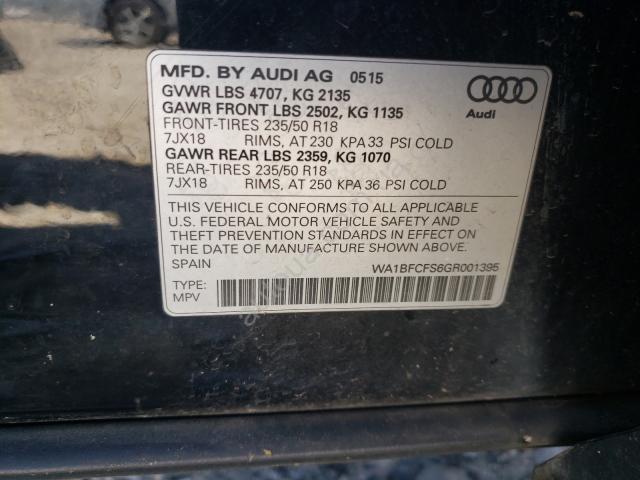 MFD. BY AUDI AG 0515
GVWR LBS 4707, KG 2135
GAWR FRONT LBS 2502, KG 1135
FRONT-TIRES 235/50 R18
7JX18 RIMS, AT 230 KPA 33 PSI COLD
GAWR REAR LBS 2359, KG 1070
REAR-TIRES 235/50 R18
7JX18 RIMS, AT 250 KPA 36 PSI COLD
Audi
THIS VEHICLE CONFORMS TO ALL APPLICABLE
U.S. FEDERAL MOTOR VEHICLE SAFETY AND
THEFT PREVENTION STANDARDS IN EFFECT ON
THE DATE OF MANUFACTURE SHOWN ABOVE.
SPAIN WA1BFCFS6GR001395
TYPE:
MPV